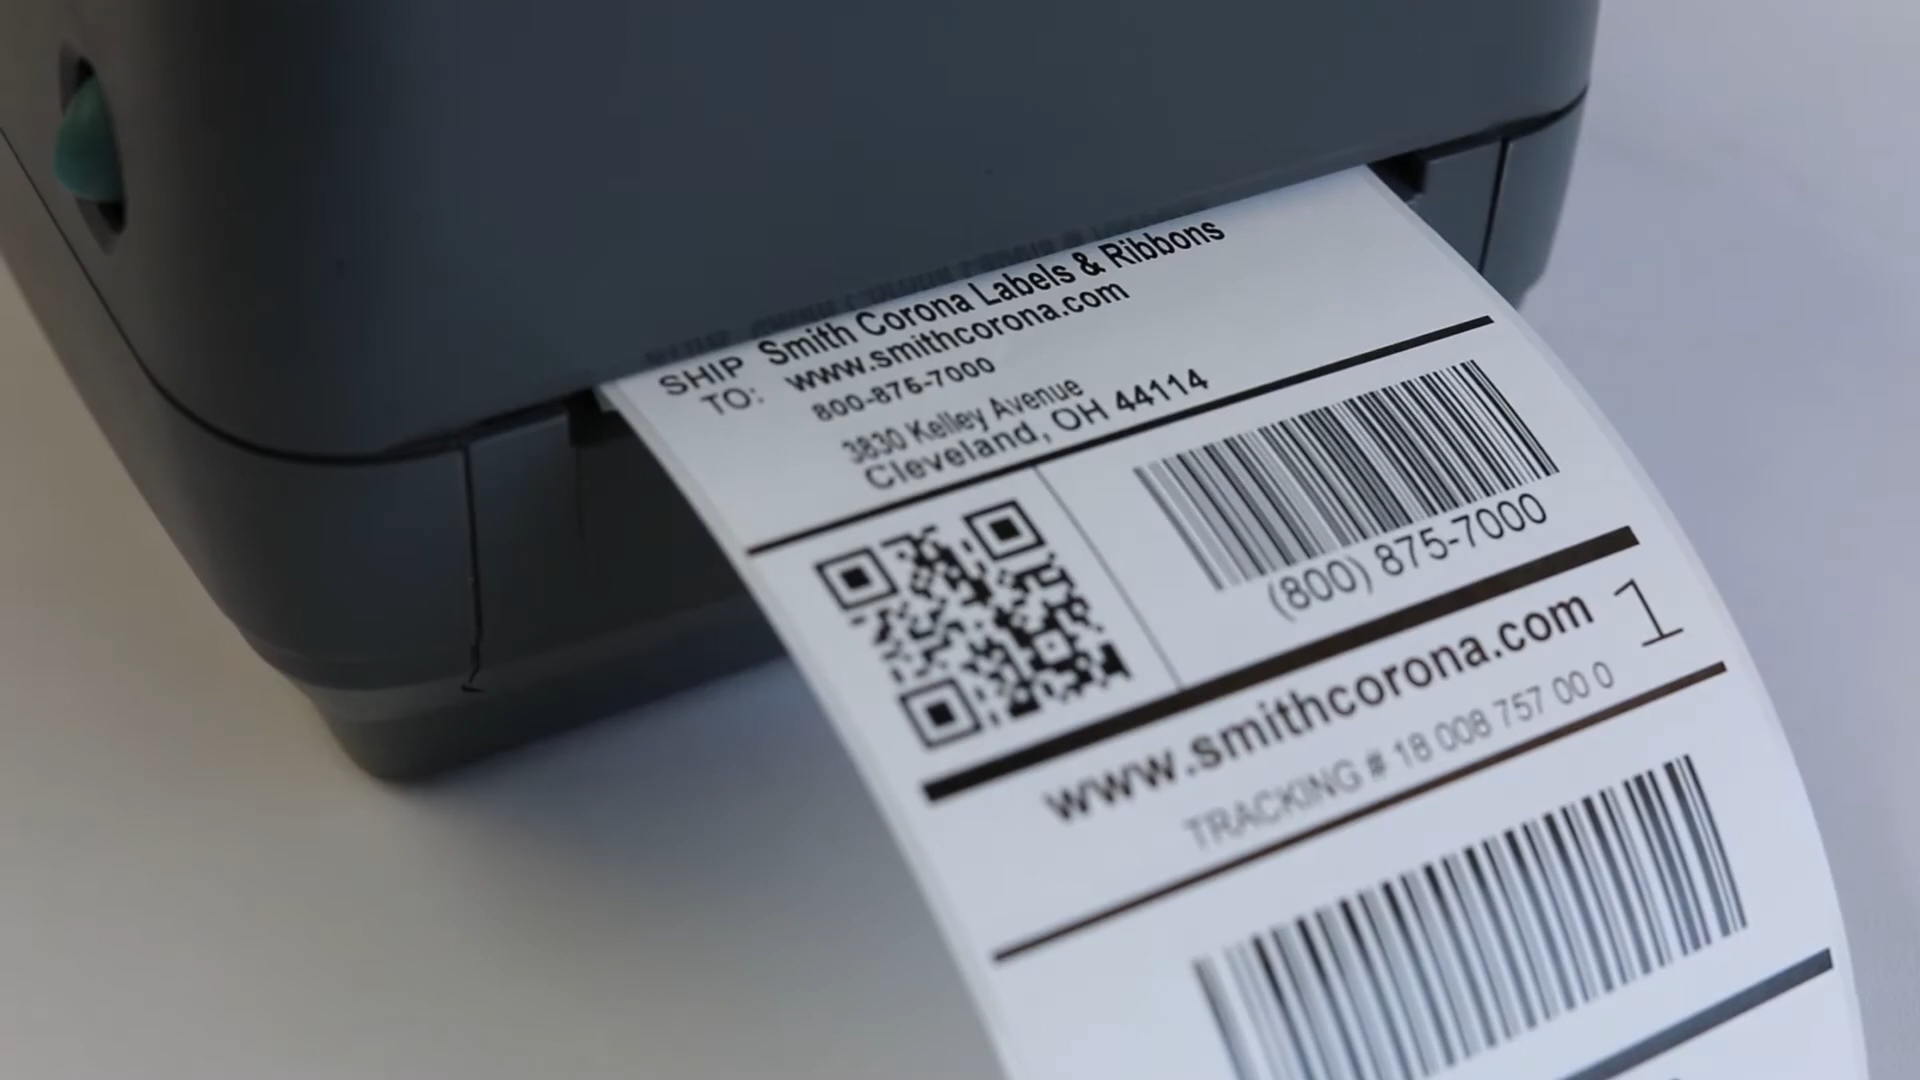 SHIP TO:
Smith Corona Labels & Ribbons
www.smithcorona.com
800-875-7000
3830 Kelley Avenue
Cleveland, OH 44114
(800) 875-7000
www.smithcorona.com 1
TRACKING # 18 008 757 00 0